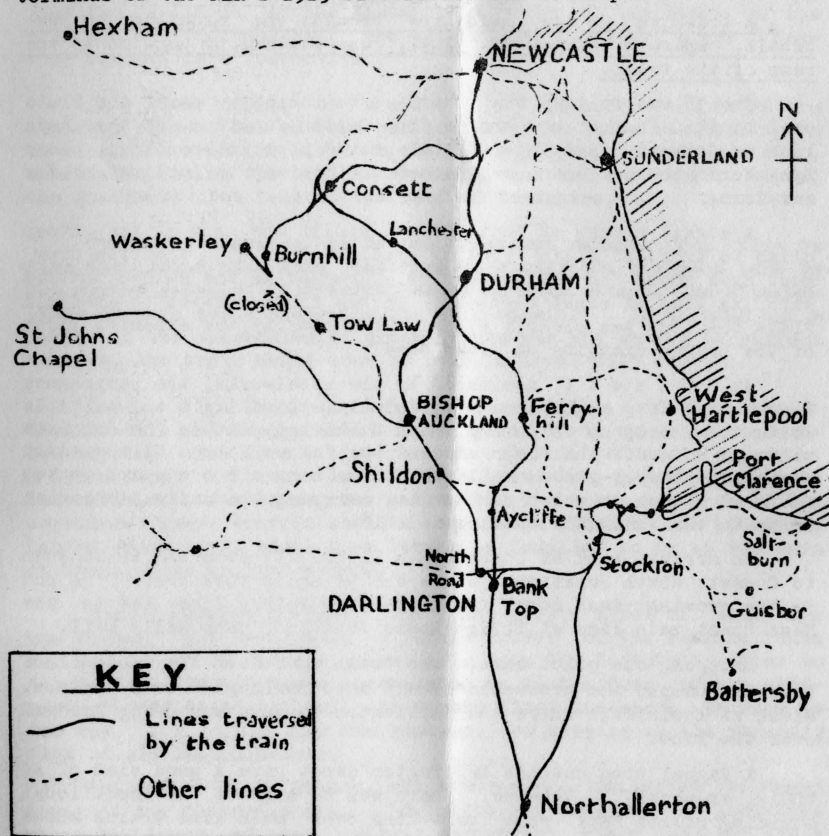 Hexham
NEWCASTLE
N
SUNDERLAND
Consett
Lanchester
Waskerley
Burnhill
DURHAM
(closed)
Tow Law
St Johns
Chapel
BISHOP
AUCKLAND
Ferry-
hill
West
Hartlepool
Shildon
Port
Clarence
Aycliffe
Salt-
burn
North
Road
Stockton
Bank
Top
DARLINGTON
Guisbor
Battersby
KEY
Lines traversed
by the train
Other lines
Northallerton